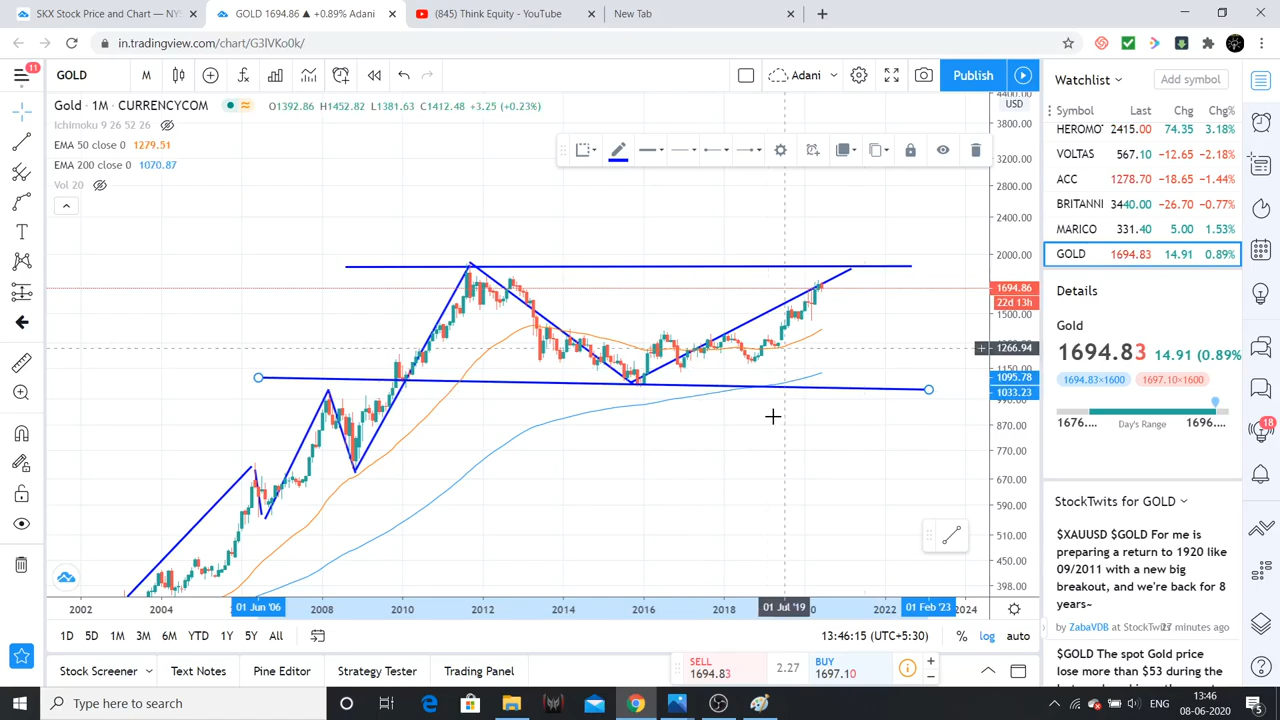 SKX Stock Price and Chart — NYS
GOLD 1694.86 ▲ +0.89% Adani
(845) Think Equity - YouTube
New Tab
in.tradingview.com/chart/G3lVKo0k/
11
GOLD
M
Adani
Publish
Watchlist
Add symbol
Gold · 1M · CURRENCYCOM
O1392.86 H1452.82 L1381.63 C1412.48 +3.25 (+0.23%)
Ichimoku 9 26 52 26
EMA 50 close 0 1279.51
EMA 200 close 0 1070.87
Vol 20
4400.00
USD
3800.00
3200.00
2800.00
2400.00
2000.00
1694.86
22d 13h
1500.00
1266.94
1150.00
1095.78
1033.23
990.00
870.00
770.00
670.00
590.00
510.00
450.00
398.00
Symbol Last Chg Chg%
2415.00 74.35 3.18%
VOLTAS 567.10 −12.65 −2.18%
ACC 1278.70 −18.65 −1.44%
BRITANNI 3440.00 −26.70 −0.77%
MARICO 331.40 5.00 1.53%
GOLD 1694.83 14.91 0.89%
Details
Gold
1694.83 14.91 (0.89%
1694.83×1600 1697.10×1600
1676.... Day's Range 1696....
18
StockTwits for GOLD
$XAUUSD $GOLD For me is
preparing a return to 1920 like
09/2011 with a new big
breakout, and we're back for 8
years~
by ZabaVDB at StockTwits 27 minutes ago
$GOLD The spot Gold price
lose more than $53 during the
2002 2004 01 Jun '06 2008 2010 2012 2014 2016 2018 01 Jul '19 2022 01 Feb '23 2024
1D 5D 1M 3M 6M YTD 1Y 5Y All
13:46:15 (UTC+5:30) % log auto
Stock Screener Text Notes Pine Editor Strategy Tester Trading Panel
SELL
1694.83
2.27
BUY
1697.10
Type here to search
ENG
13:46
08-06-2020